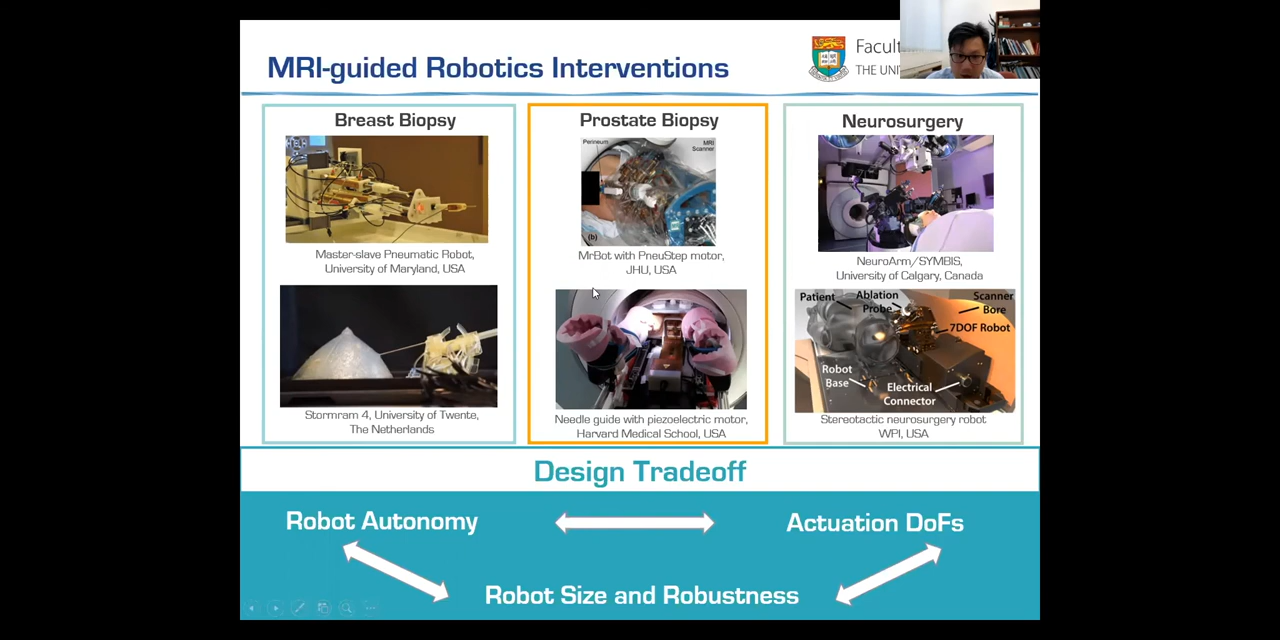 MRI-guided Robotics Interventions
Facul
THE UNI
Breast Biopsy
Master-slave Pneumatic Robot,
University of Maryland, USA
Stormram 4, University of Twente,
The Netherlands
Prostate Biopsy
Perineum
MRI
Scanner
(b)
MrBot with PneuStep motor,
JHU, USA
Needle guide with piezoelectric motor,
Harvard Medical School, USA
Neurosurgery
NeuroArm/SYMBIS,
University of Calgary, Canada
Patient
Ablation
Probe
Scanner
Bore
7DOF Robot
Robot
Base
Electrical
Connector
Stereotactic neurosurgery robot
WPI, USA
Design Tradeoff
Robot Autonomy
Actuation DoFs
Robot Size and Robustness